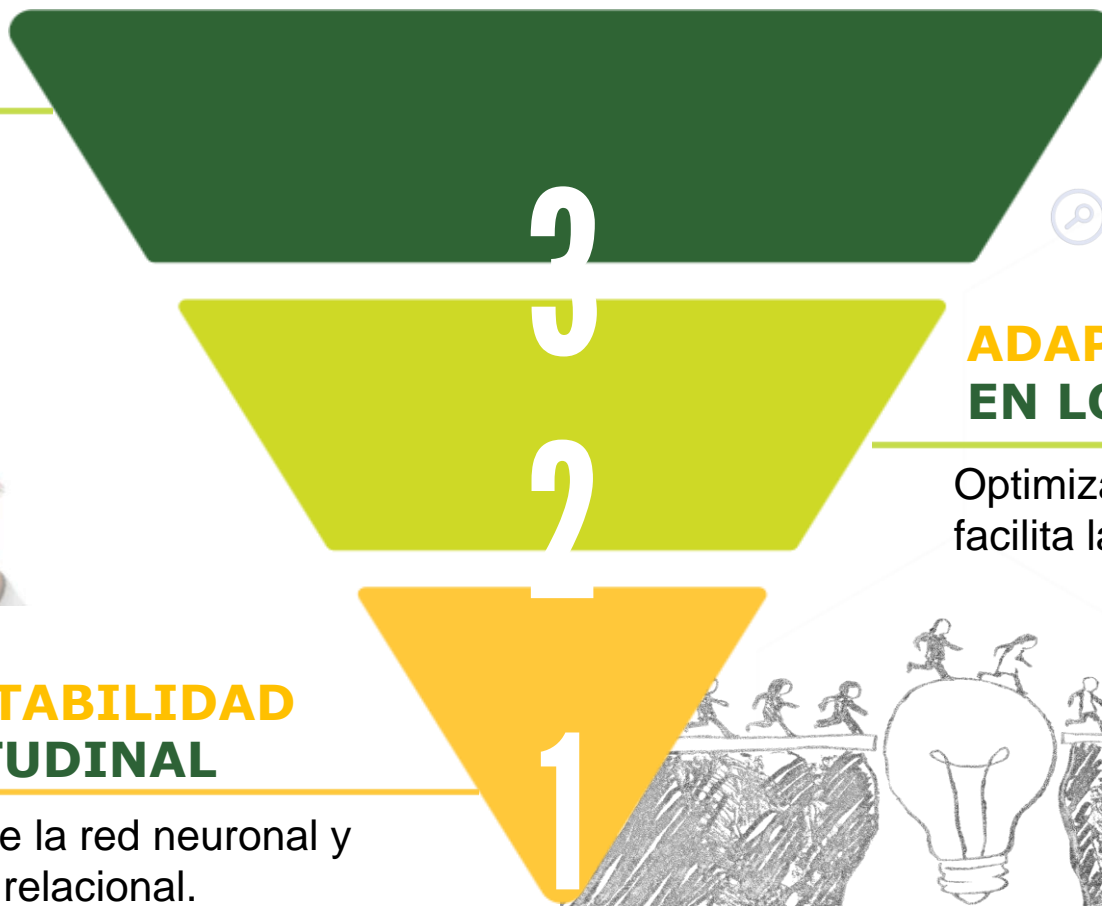 3
ADAP
EN LO
2
Optimiza
facilita la
TABILIDAD
TUDINAL
1
e la red neuronal y
relacional.